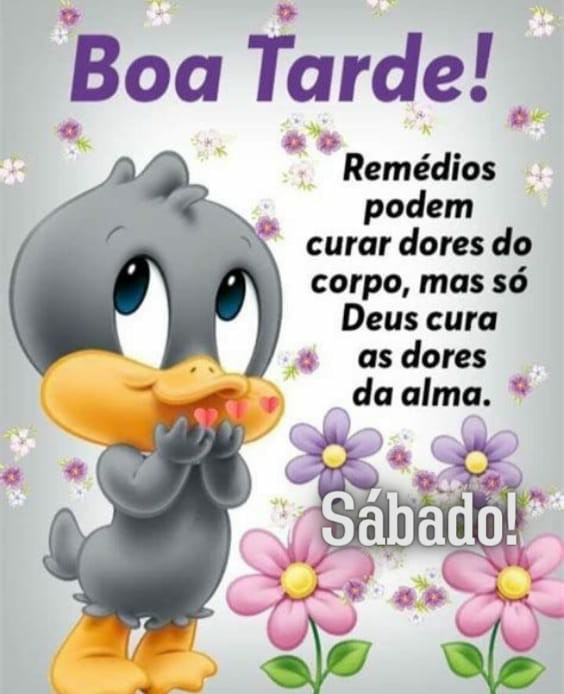 Boa Tarde!
Remédios
podem
curar dores do
corpo, mas só
Deus cura
as dores
da alma.
Sábado!